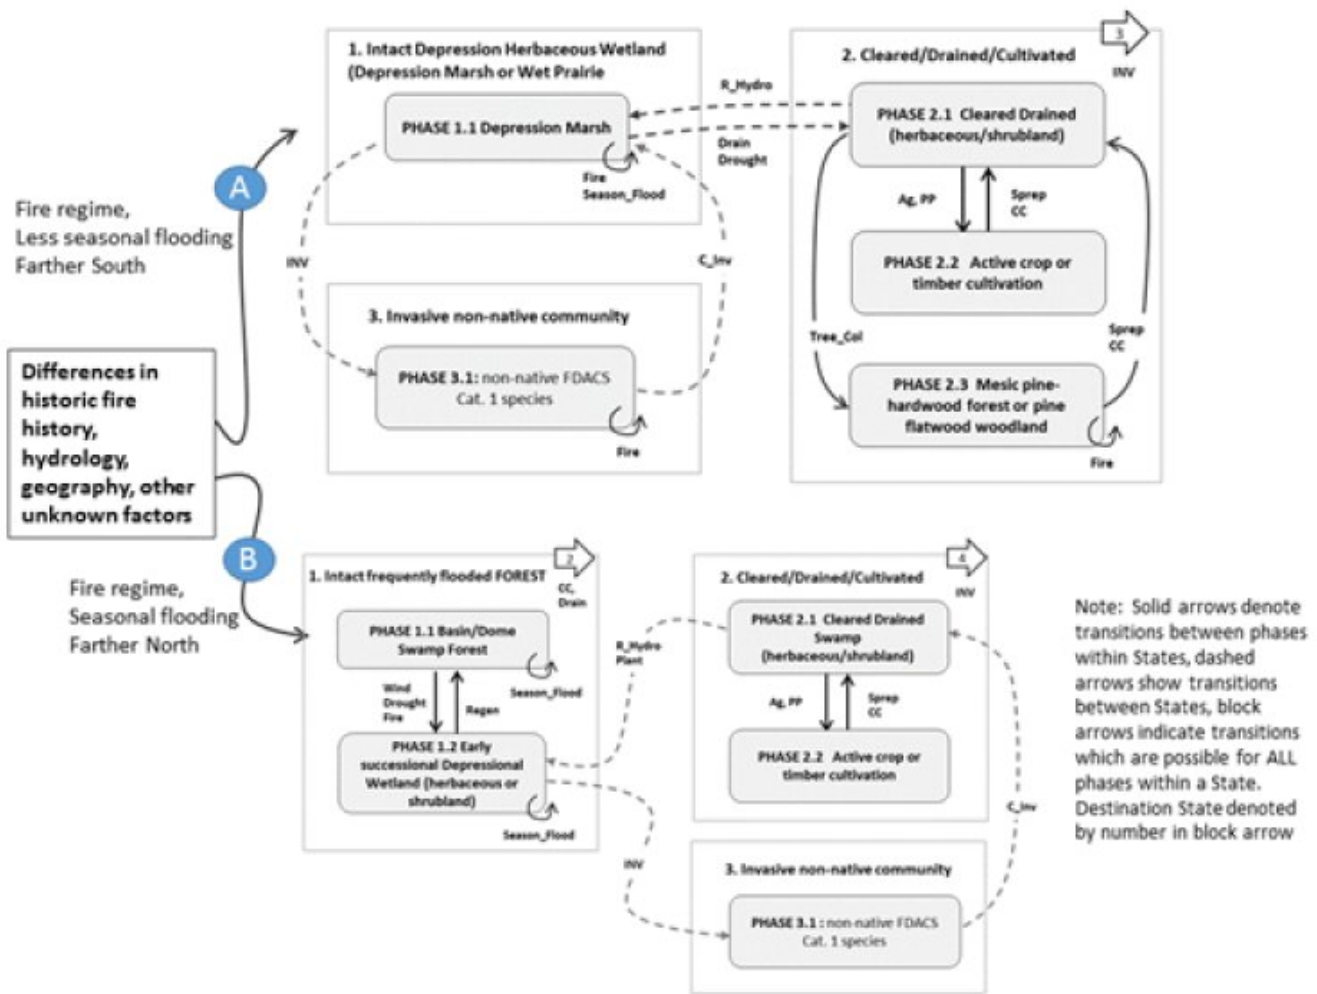 1. Intact Depression Herbaceous Wetland
(Depression Marsh or Wet Prairie
PHASE 1.1 Depression Marsh
Fire
Season_Flood
R_Hydro
Drain
Drought
3
INV
2. Cleared/Drained/Cultivated
PHASE 2.1 Cleared Drained
(herbaceous/shrubland)
Ag, PP
Sprep
CC
PHASE 2.2 Active crop or
timber cultivation
Tree_Col
Sprep
CC
PHASE 2.3 Mesic pine-
hardwood forest or pine
flatwood woodland
Fire
A
Fire regime,
Less seasonal flooding
Farther South
INV
C_Inv
3. Invasive non-native community
PHASE 3.1: non-native FDACS
Cat. 1 species
Fire
Differences in
historic fire
history,
hydrology,
geography, other
unknown factors
B
Fire regime,
Seasonal flooding
Farther North
2
CC,
Drain
1. Intact frequently flooded FOREST
PHASE 1.1 Basin/Dome
Swamp Forest
Season_Flood
Wind
Drought
Fire
Regen
PHASE 1.2 Early
successional Depressional
Wetland (herbaceous or
shrubland)
Season_Flood
R_Hydro
Plant
INV
4
INV
2. Cleared/Drained/Cultivated
PHASE 2.1 Cleared Drained
Swamp
(herbaceous/shrubland)
Ag, PP
Sprep
CC
PHASE 2.2 Active crop or
timber cultivation
C_Inv
3. Invasive non-native community
PHASE 3.1 : non-native FDACS
Cat. 1 species
Note: Solid arrows denote
transitions between phases
within States, dashed
arrows show transitions
between States, block
arrows indicate transitions
which are possible for ALL
phases within a State.
Destination State denoted
by number in block arrow